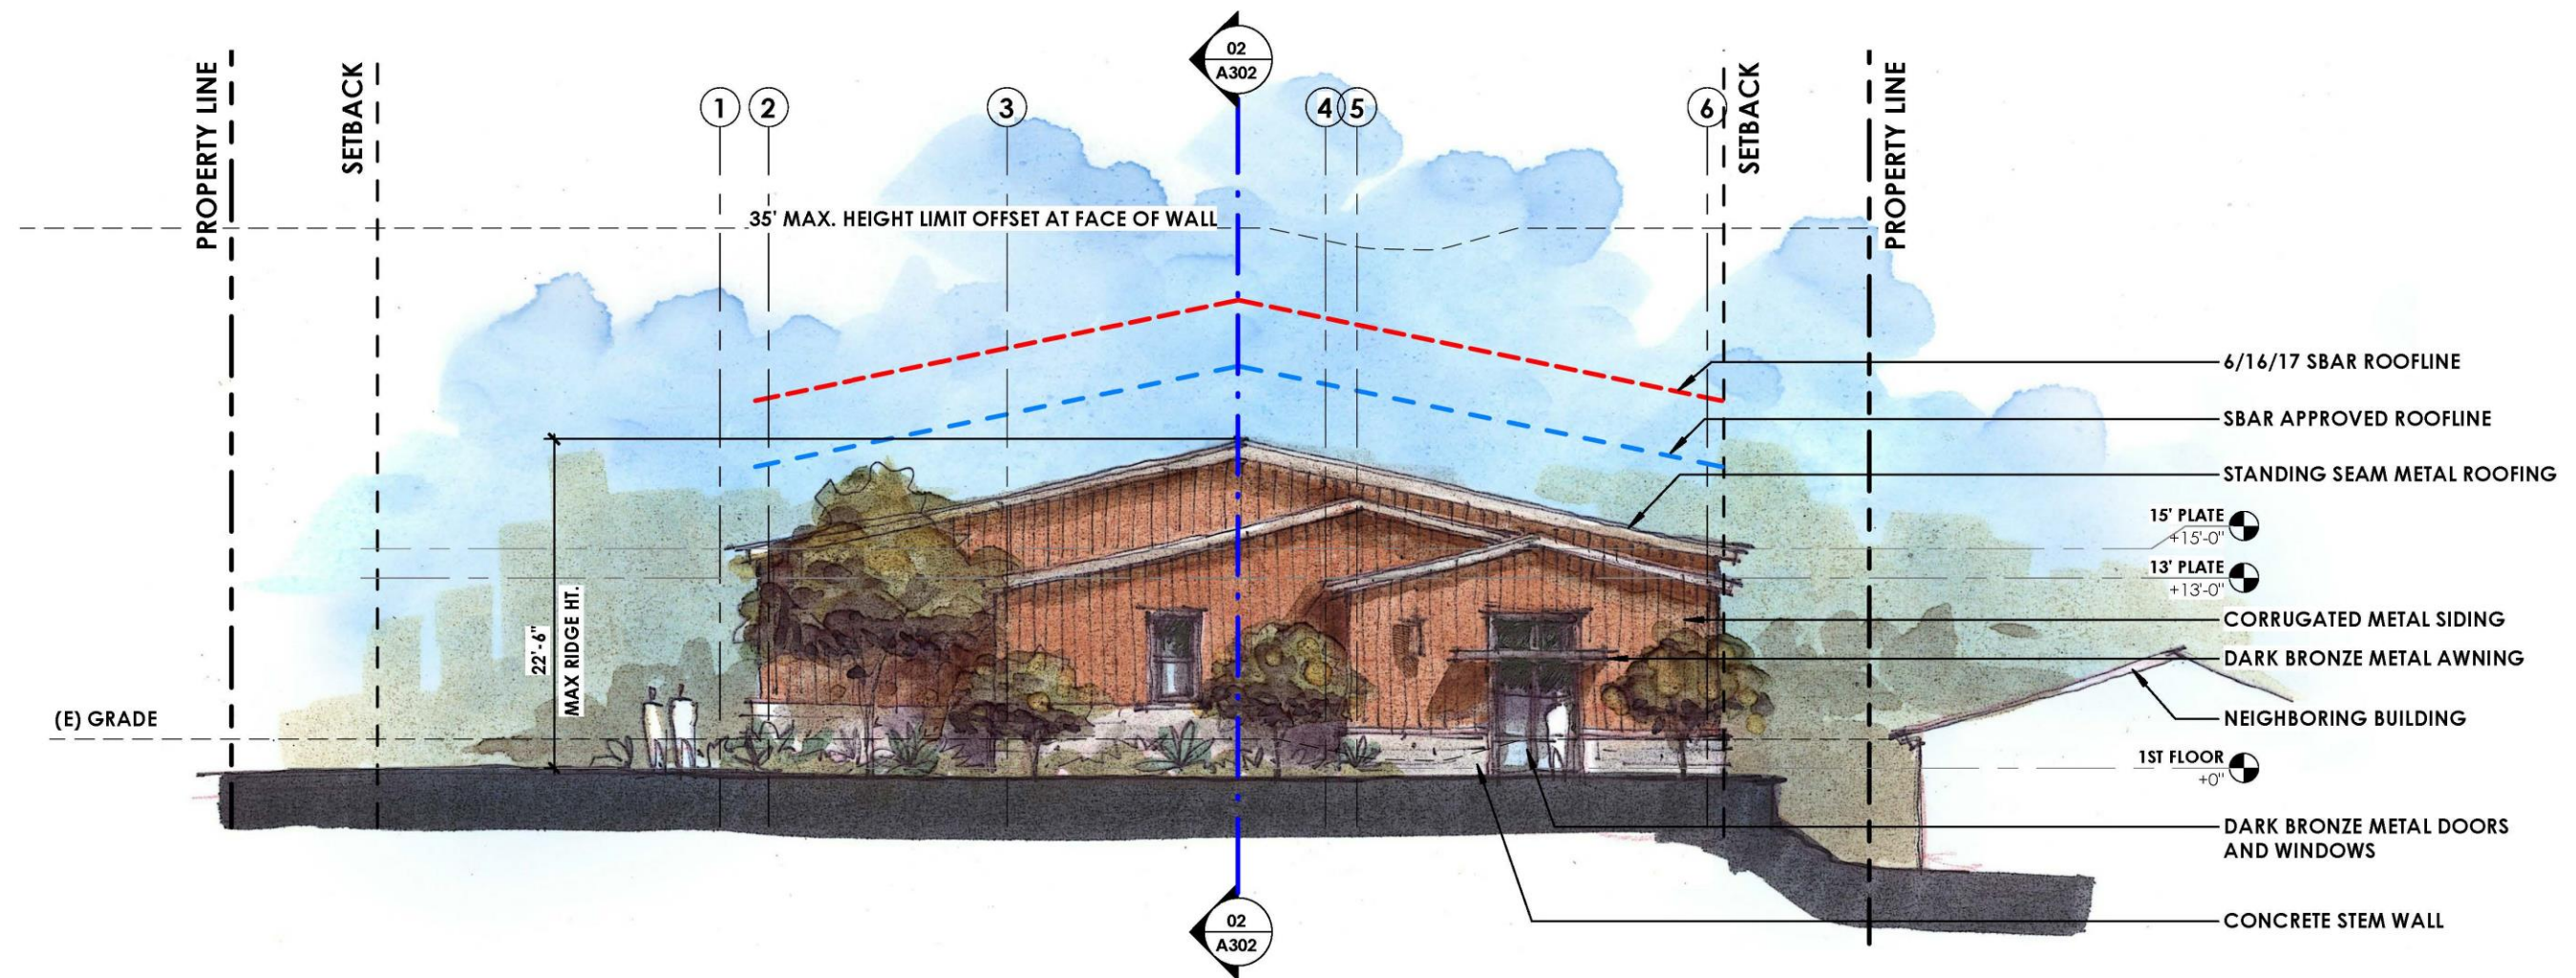 02
A302
PROPERTY LINE
SETBACK
1
2
3
4
5
6
SETBACK
PROPERTY LINE
35' MAX. HEIGHT LIMIT OFFSET AT FACE OF WALL
6/16/17 SBAR ROOFLINE
SBAR APPROVED ROOFLINE
STANDING SEAM METAL ROOFING
15' PLATE
+15'-0"
13' PLATE
+13'-0"
22'-6"
MAX RIDGE HT.
CORRUGATED METAL SIDING
DARK BRONZE METAL AWNING
(E) GRADE
NEIGHBORING BUILDING
1ST FLOOR
+0"
DARK BRONZE METAL DOORS
AND WINDOWS
CONCRETE STEM WALL
02
A302